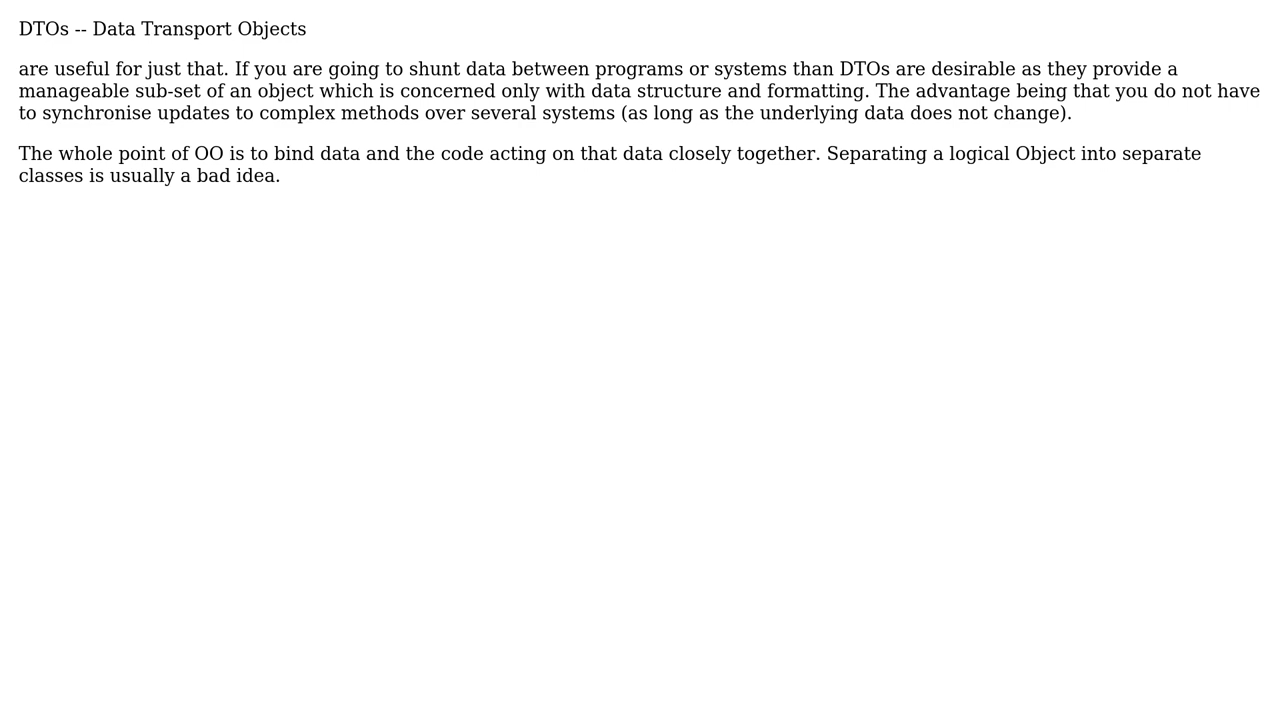 DTOs -- Data Transport Objects
are useful for just that. If you are going to shunt data between programs or systems than DTOs are desirable as they provide a
manageable sub-set of an object which is concerned only with data structure and formatting. The advantage being that you do not have
to synchronise updates to complex methods over several systems (as long as the underlying data does not change).
The whole point of OO is to bind data and the code acting on that data closely together. Separating a logical Object into separate
classes is usually a bad idea.